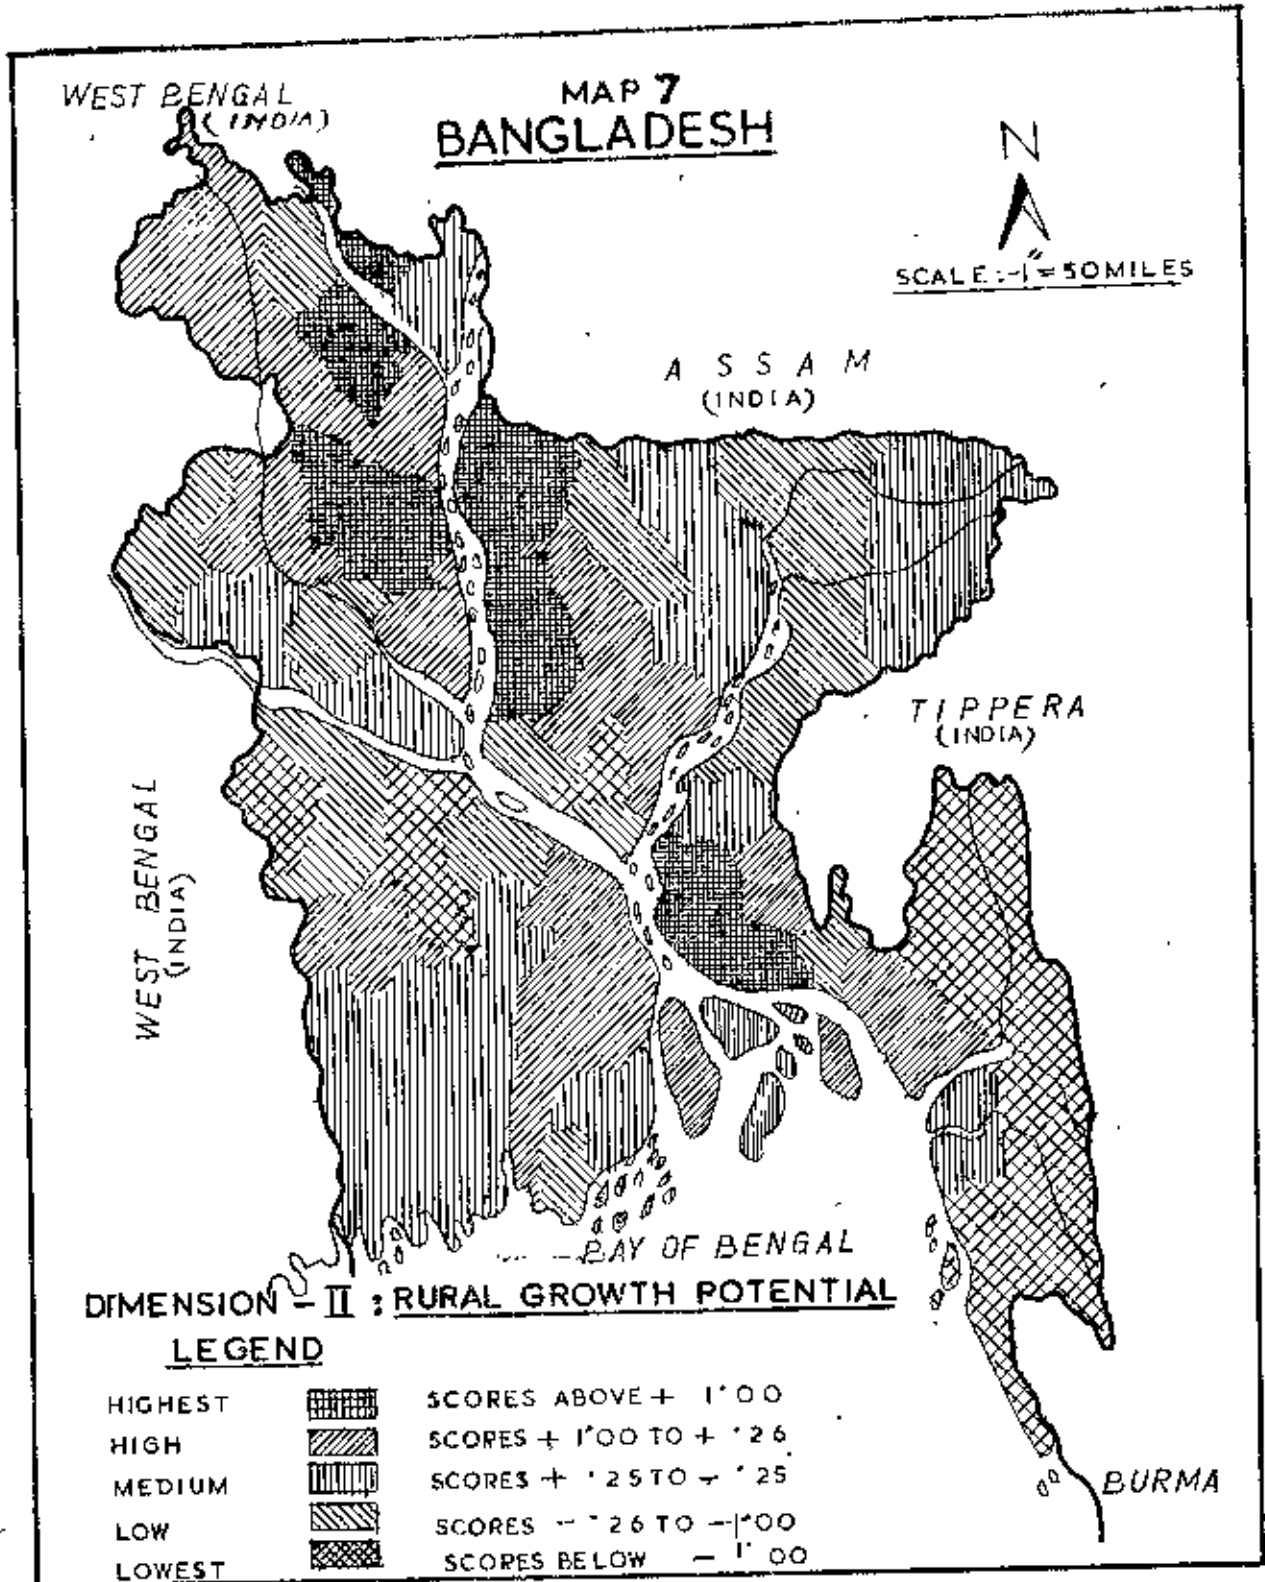 WEST BENGAL
(INDIA)
MAP 7
BANGLADESH
N
SCALE:-1"=50MILES
ASSAM
(INDIA)
TIPPERA
(INDIA)
WEST BENGAL
(INDIA)
BAY OF BENGAL
DIMENSION - II : RURAL GROWTH POTENTIAL
LEGEND
HIGHEST SCORES ABOVE + 1·00
HIGH SCORES + 1·00 TO + ·26
MEDIUM SCORES + ·25 TO - ·25
LOW SCORES - ·26 TO - 1·00
LOWEST SCORES BELOW - 1·00
BURMA